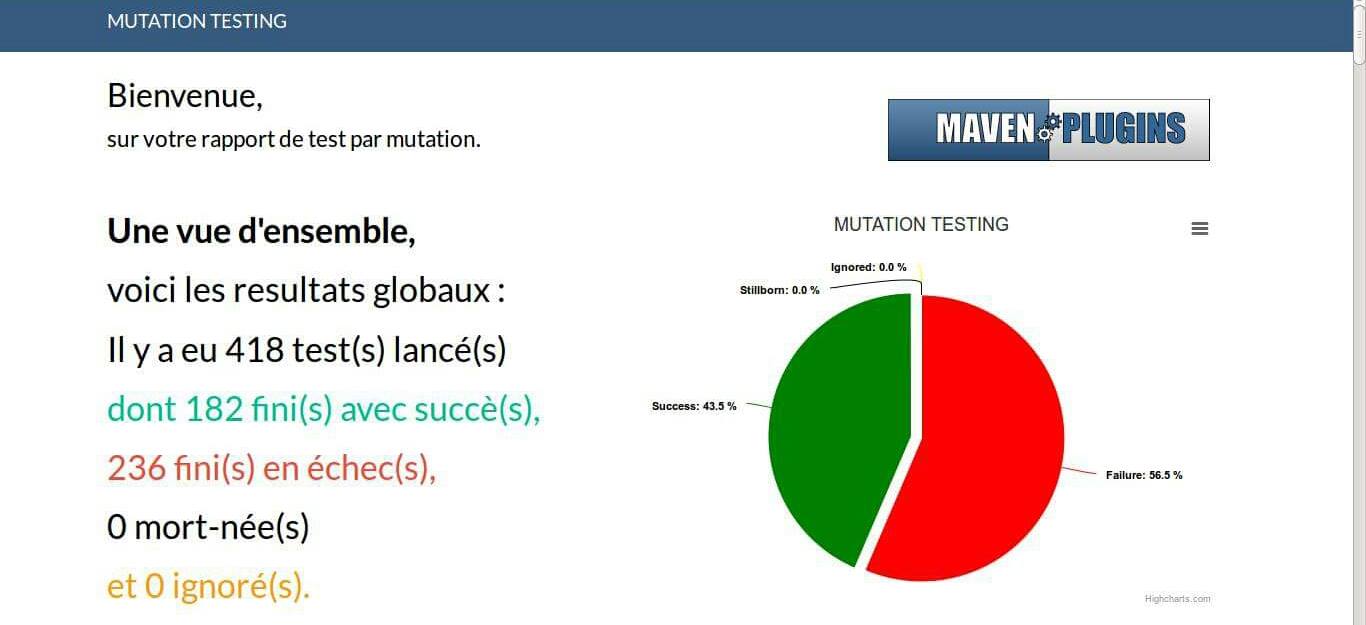 MUTATION TESTING
Bienvenue,
sur votre rapport de test par mutation.
MAVEN PLUGINS
Une vue d'ensemble,
voici les resultats globaux :
Il y a eu 418 test(s) lancé(s)
dont 182 fini(s) avec succè(s),
236 fini(s) en échec(s),
0 mort-née(s)
et 0 ignoré(s).
MUTATION TESTING
Ignored: 0.0 %
Stillborn: 0.0 %
Success: 43.5 %
Failure: 56.5 %
Highcharts.com